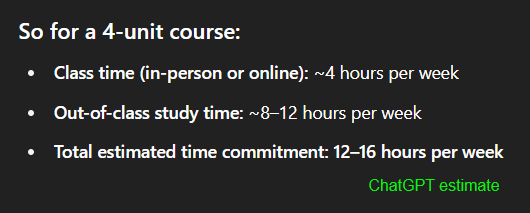 So for a 4-unit course:
• Class time (in-person or online): ~4 hours per week
• Out-of-class study time: ~8–12 hours per week
• Total estimated time commitment: 12–16 hours per week
ChatGPT estimate